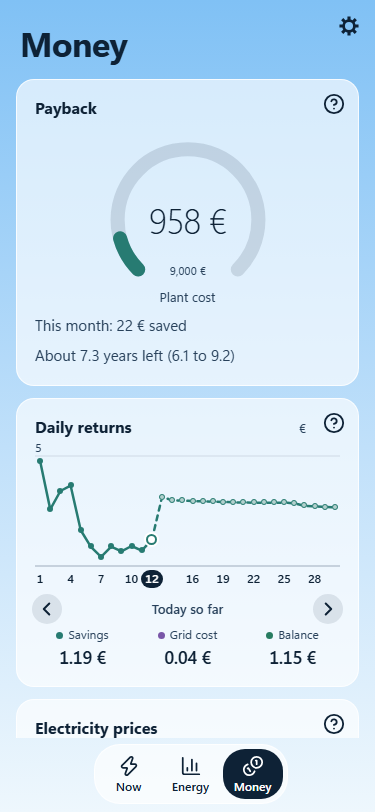 Money
Payback
958 €
9,000 €
Plant cost
This month: 22 € saved
About 7.3 years left (6.1 to 9.2)
Daily returns €
5
1 4 7 10 12 16 19 22 25 28
Today so far
Savings Grid cost Balance
1.19 € 0.04 € 1.15 €
Electricity prices
Now Energy Money